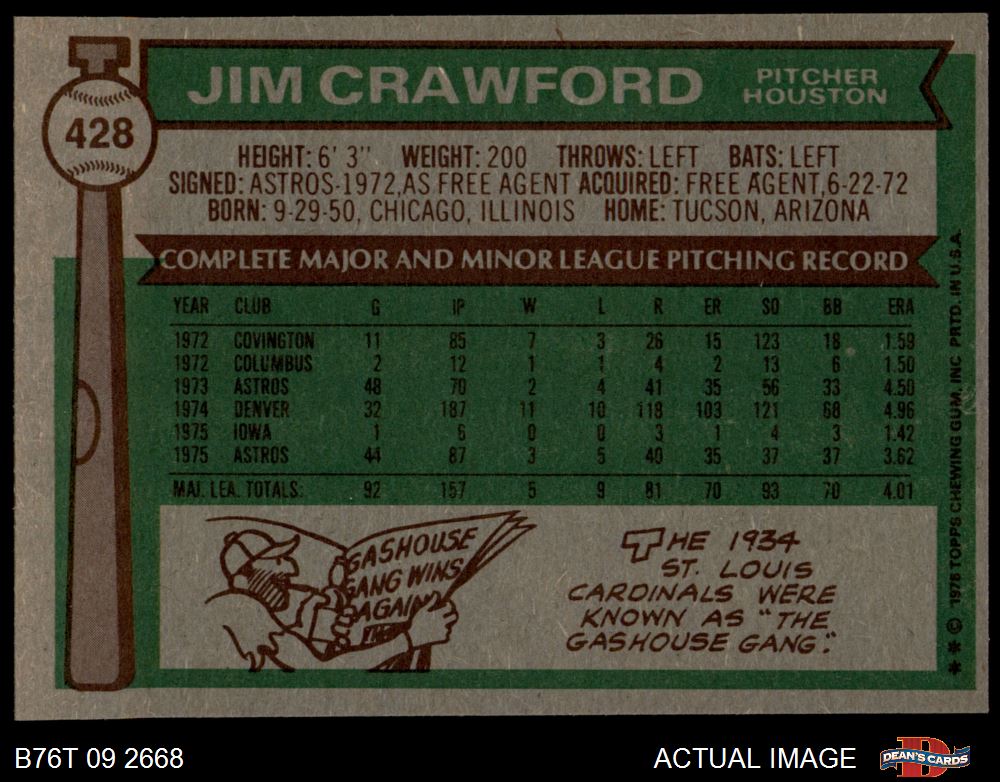 428
JIM CRAWFORD
PITCHER
HOUSTON
HEIGHT: 6' 3" WEIGHT: 200 THROWS: LEFT BATS: LEFT
SIGNED: ASTROS-1972, AS FREE AGENT ACQUIRED: FREE AGENT, 6-22-72
BORN: 9-29-50, CHICAGO, ILLINOIS HOME: TUCSON, ARIZONA
COMPLETE MAJOR AND MINOR LEAGUE PITCHING RECORD
YEAR CLUB G IP W L R ER SO BB ERA
1972 COVINGTON 11 85 7 3 26 15 123 18 1.59
1972 COLUMBUS 2 12 1 1 4 2 13 6 1.50
1973 ASTROS 48 70 2 4 41 35 56 33 4.50
1974 DENVER 32 187 11 10 118 103 121 68 4.96
1975 IOWA 1 6 0 0 3 1 4 3 1.42
1975 ASTROS 44 87 3 5 40 35 37 37 3.62
MAJ. LEA. TOTALS: 92 157 5 9 81 70 93 70 4.01
GASHOUSE
GANG WINS
AGAIN
THE 1934
ST. LOUIS
CARDINALS WERE
KNOWN AS "THE
GASHOUSE GANG."
** © 1976 TOPPS CHEWING GUM, INC PRTD. IN U.S.A.
B76T 09 2668
ACTUAL IMAGE
DEAN'S CARDS